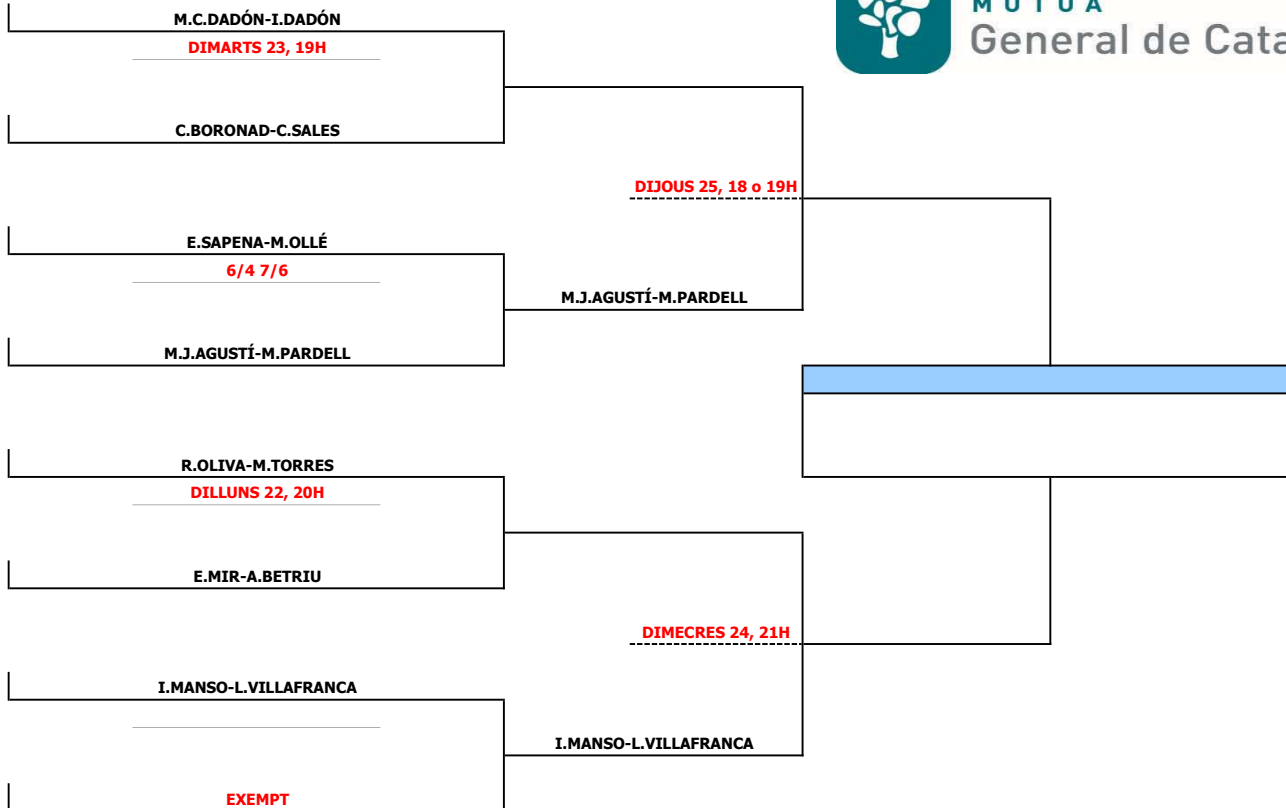 M.C.DADÓN-I.DADÓN
DIMARTS 23, 19H
MÚTUA
General de Cata
C.BORONAD-C.SALES
DIJOUS 25, 18 o 19H
E.SAPENA-M.OLLÉ
6/4 7/6
M.J.AGUSTÍ-M.PARDELL
M.J.AGUSTÍ-M.PARDELL
R.OLIVA-M.TORRES
DILLUNS 22, 20H
E.MIR-A.BETRIU
DIMECRES 24, 21H
I.MANSO-L.VILLAFRANCA
I.MANSO-L.VILLAFRANCA
EXEMPT